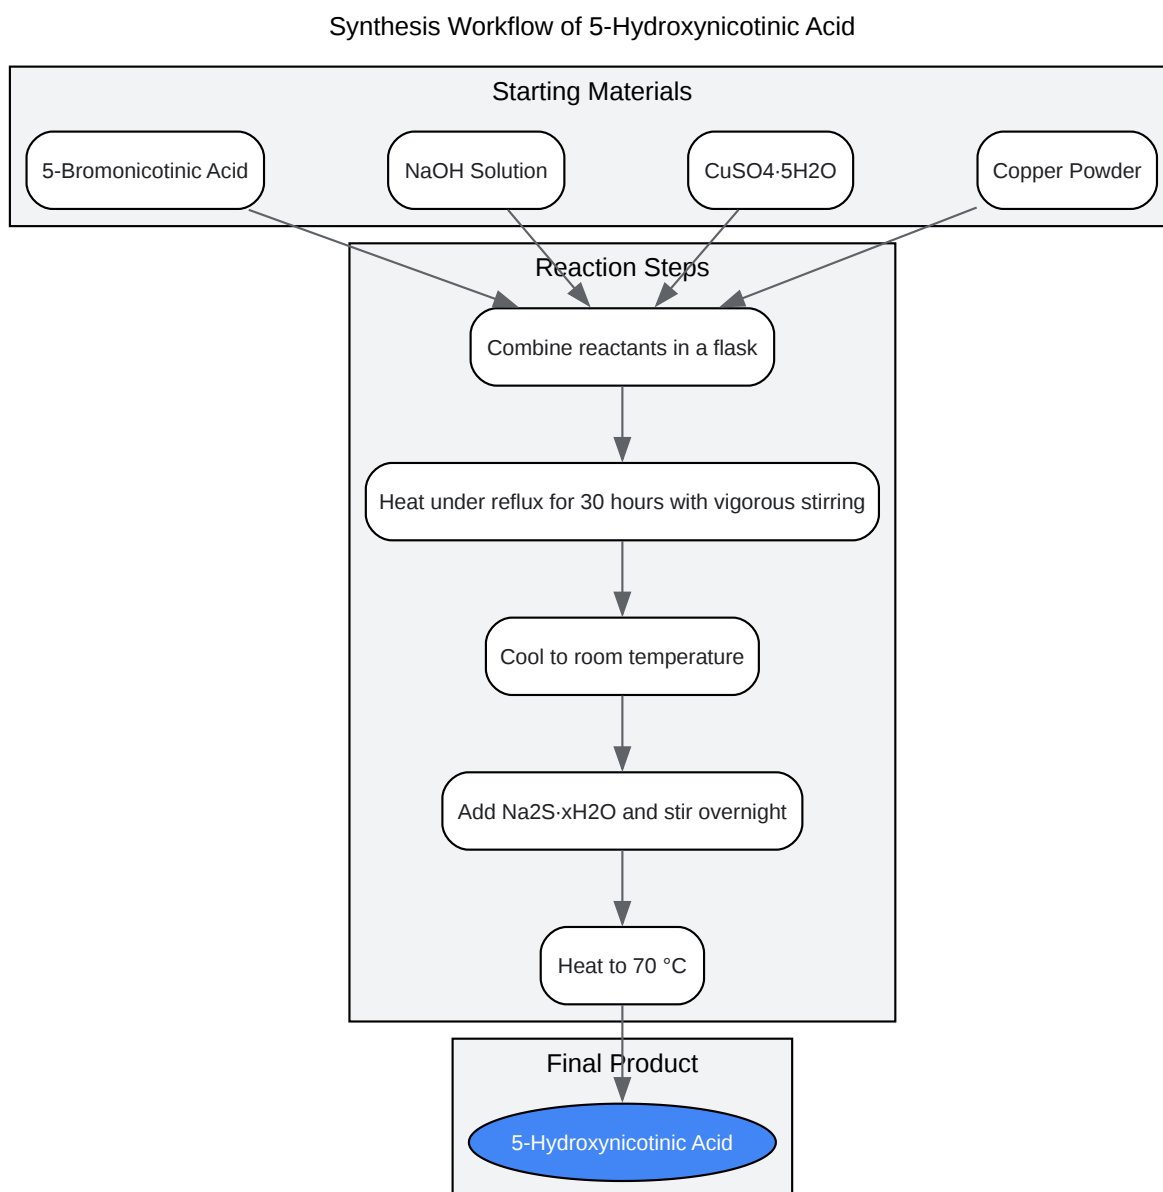 Synthesis Workflow of 5-Hydroxynicotinic Acid
Starting Materials
5-Bromonicotinic Acid
NaOH Solution
CuSO4·5H2O
Copper Powder
Reaction Steps
Combine reactants in a flask
Heat under reflux for 30 hours with vigorous stirring
Cool to room temperature
Add Na2S·xH2O and stir overnight
Heat to 70 °C
Final Product
5-Hydroxynicotinic Acid